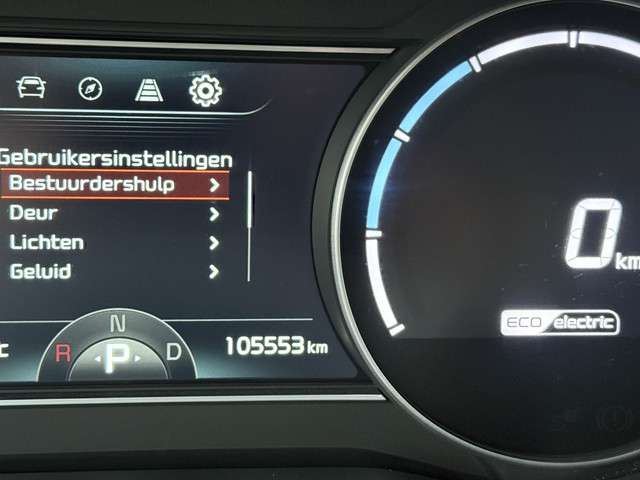 Gebruikersinstellingen
Bestuurdershulp
Deur
Lichten
Geluid
N
R P D
105553 km
0
km
ECO electric